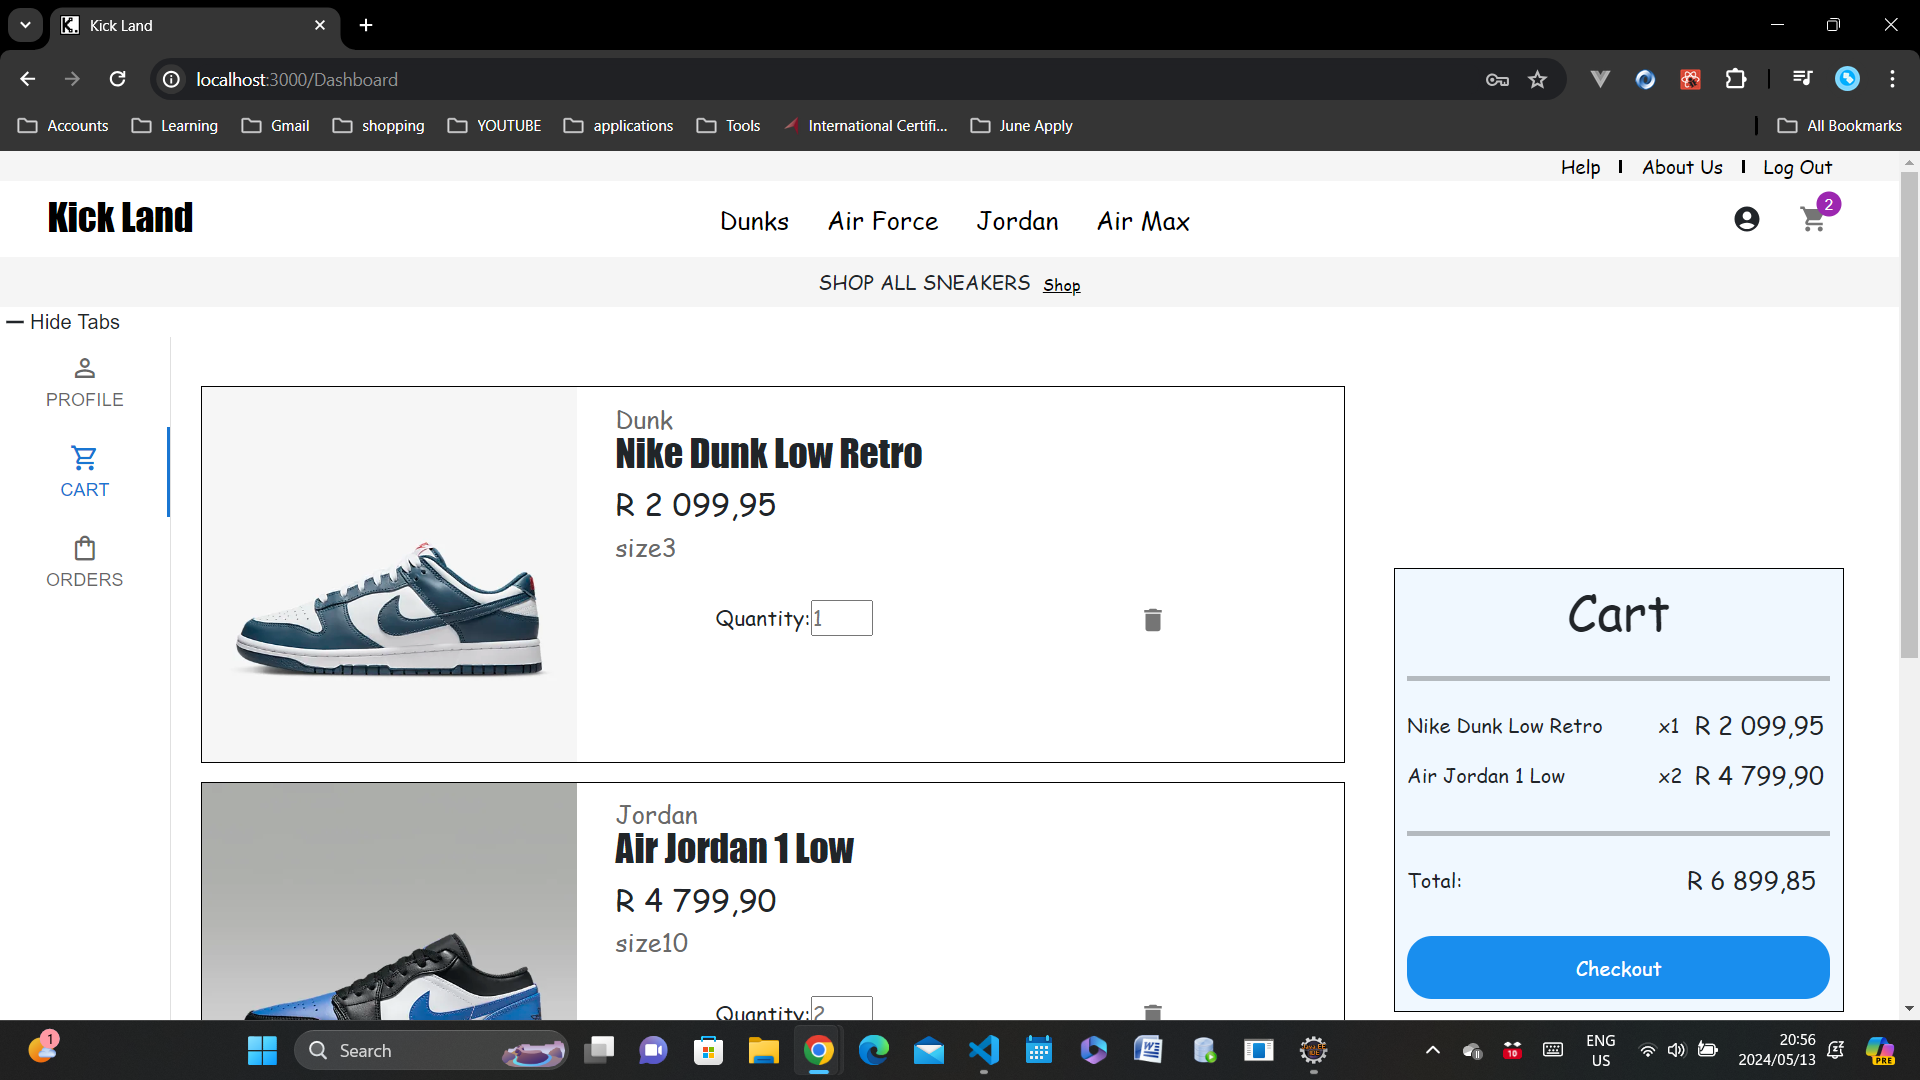 Kick Land
localhost:3000/Dashboard
Accounts Learning Gmail shopping YOUTUBE applications Tools International Certifi... June Apply All Bookmarks
Help About Us Log Out
Kick Land Dunks Air Force Jordan Air Max 2
SHOP ALL SNEAKERS Shop
Hide Tabs
PROFILE
CART
ORDERS
Dunk
Nike Dunk Low Retro
R 2 099,95
size3
Quantity: 1
Jordan
Air Jordan 1 Low
R 4 799,90
size10
Quantity: 2
Cart
Nike Dunk Low Retro x1 R 2 099,95
Air Jordan 1 Low x2 R 4 799,90
Total: R 6 899,85
Checkout
1
Search
10
ENG
US
20:56
2024/05/13
PRE